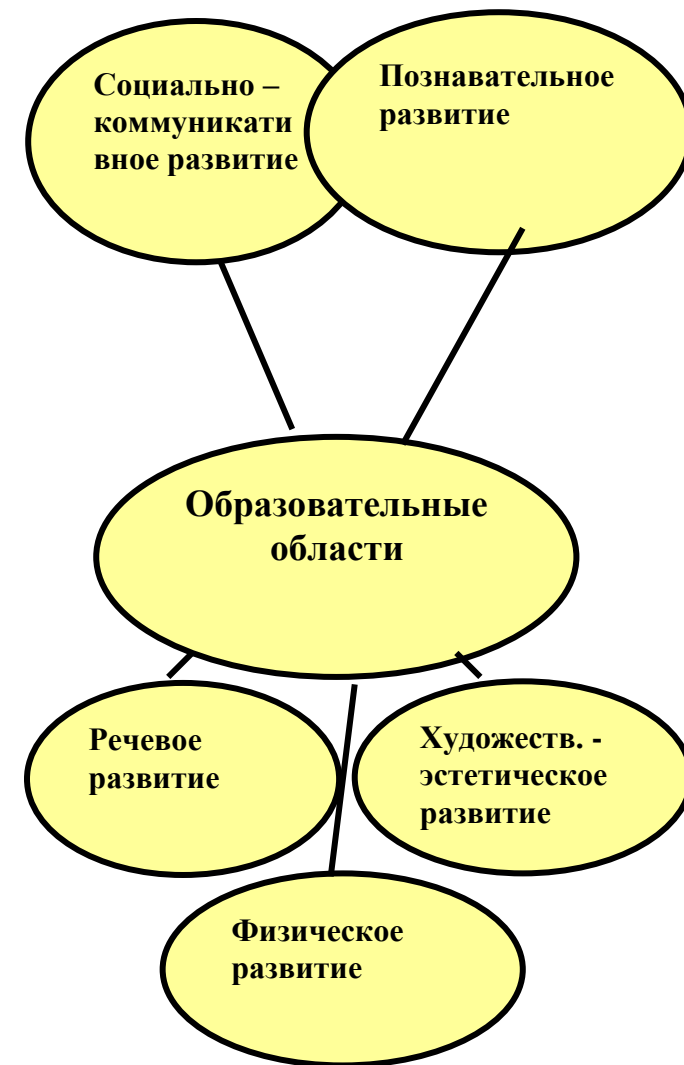 Социально –
коммуникати
вное развитие
Познавательное
развитие
Образовательные
области
Речевое
развитие
Художеств. -
эстетическое
развитие
Физическое
развитие